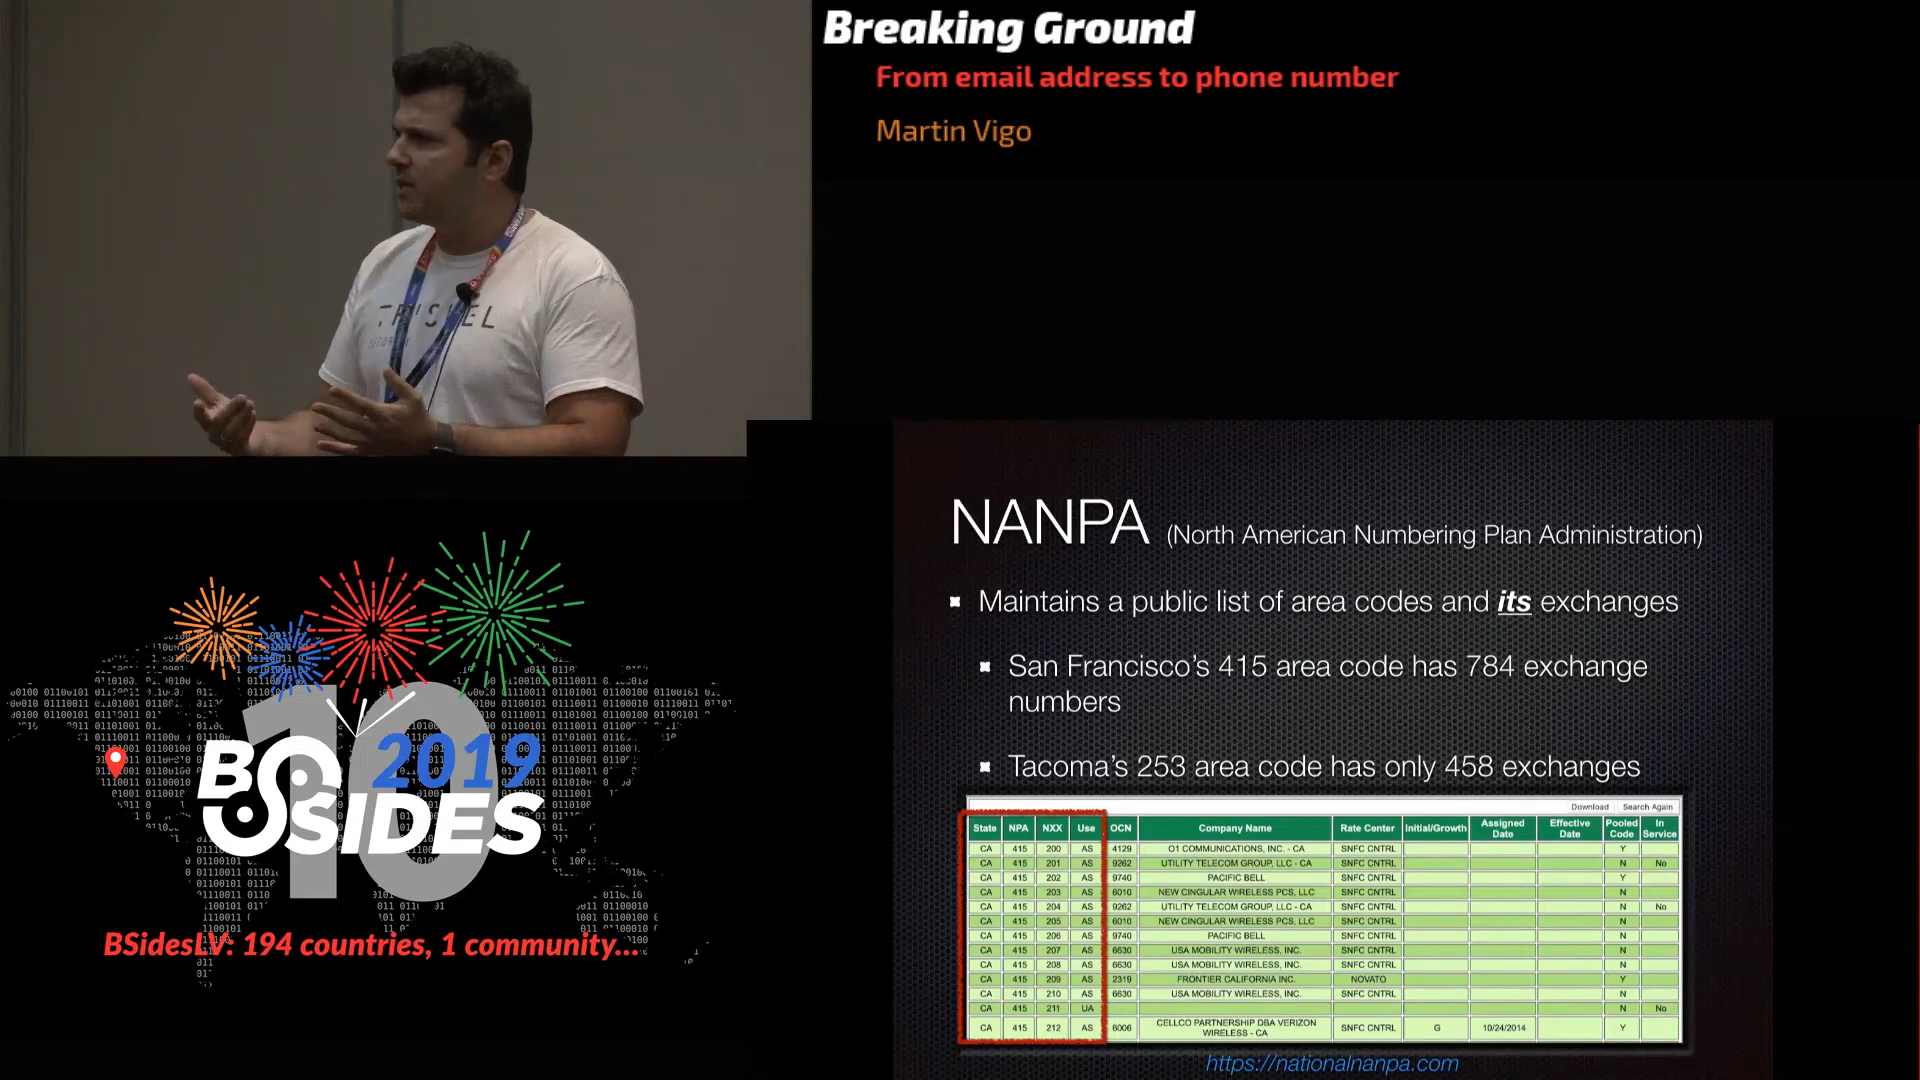 Breaking Ground
From email address to phone number
Martin Vigo
SECURITY
NANPA (North American Numbering Plan Administration)
Maintains a public list of area codes and its exchanges
San Francisco's 415 area code has 784 exchange
numbers
Tacoma's 253 area code has only 458 exchanges
Download Search Again
State NPA NXX Use OCN Company Name Rate Center Initial/Growth Assigned Date Effective Date Pooled Code In Service
CA 415 200 AS 4129 O1 COMMUNICATIONS, INC. - CA SNFC CNTRL Y
CA 415 201 AS 9262 UTILITY TELECOM GROUP, LLC - CA SNFC CNTRL N No
CA 415 202 AS 9740 PACIFIC BELL SNFC CNTRL Y
CA 415 203 AS 6010 NEW CINGULAR WIRELESS PCS, LLC SNFC CNTRL N
CA 415 204 AS 9262 UTILITY TELECOM GROUP, LLC - CA SNFC CNTRL N No
CA 415 205 AS 6010 NEW CINGULAR WIRELESS PCS, LLC SNFC CNTRL N
CA 415 206 AS 9740 PACIFIC BELL SNFC CNTRL N
CA 415 207 AS 6630 USA MOBILITY WIRELESS, INC. SNFC CNTRL N
CA 415 208 AS 6630 USA MOBILITY WIRELESS, INC. SNFC CNTRL N
CA 415 209 AS 2319 FRONTIER CALIFORNIA INC. NOVATO Y
CA 415 210 AS 6630 USA MOBILITY WIRELESS, INC. SNFC CNTRL N
CA 415 211 UA N No
CA 415 212 AS 6006 CELLCO PARTNERSHIP DBA VERIZON WIRELESS - CA SNFC CNTRL G 10/24/2014 Y
https://nationalnanpa.com
10
2019
BSIDES
BSidesLV: 194 countries, 1 community...